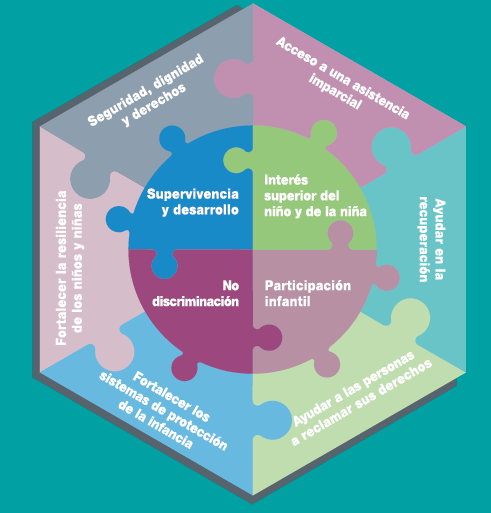 Seguridad, dignidad
y derechos
Acceso a una asistencia
imparcial
Supervivencia
y desarrollo
Interés
superior del
niño y de la niña
Fortalecer la resiliencia
de los niños y niñas
Ayudar en la
recuperación
No
discriminación
Participación
infantil
Fortalecer los
sistemas de protección
de la infancia
Ayudar a las personas
a reclamar sus derechos